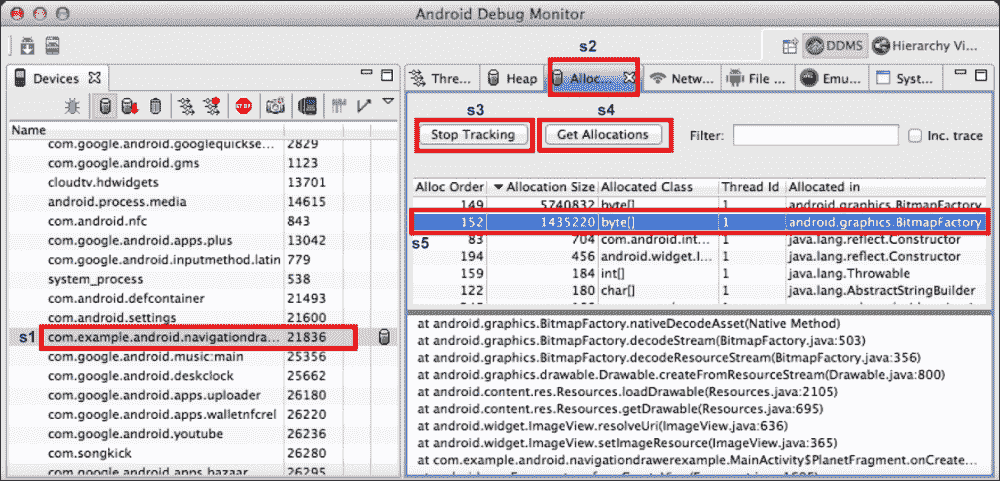 Android Debug Monitor
s2
DDMS Hierarchy Vi...
Devices
Thre... Heap Alloc... Netw... File ... Emu... Syst...
s3 s4
Stop Tracking Get Allocations Filter: Inc. trace
Name
com.google.android.googlequickse... 2829
com.google.android.gms 1123
cloudtv.hdwidgets 13701
android.process.media 14615
com.android.nfc 843
com.google.android.apps.plus 13042
com.google.android.inputmethod.latin 779
system_process 538
com.android.defcontainer 21493
com.android.settings 21600
s1 com.example.android.navigationdra... 21836
com.google.android.music:main 25356
com.google.android.deskclock 25662
com.google.android.apps.uploader 26180
com.google.android.apps.walletnfcrel 26220
com.google.android.youtube 26236
com.songkick 26280
com.google.android.apps.bazaar 26295
Alloc Order Allocation Size Allocated Class Thread Id Allocated in
149 5740832 byte[] 1 android.graphics.BitmapFactory
152 1435220 byte[] 1 android.graphics.BitmapFactory
s5
83 704 com.android.int... 1 java.lang.reflect.Constructor
194 456 android.widget.I... 1 java.lang.reflect.Constructor
159 184 int[] 1 java.lang.Throwable
122 180 char[] 1 java.lang.AbstractStringBuilder
at android.graphics.BitmapFactory.nativeDecodeAsset(Native Method)
at android.graphics.BitmapFactory.decodeStream(BitmapFactory.java:503)
at android.graphics.BitmapFactory.decodeResourceStream(BitmapFactory.java:356)
at android.graphics.drawable.Drawable.createFromResourceStream(Drawable.java:800)
at android.content.res.Resources.loadDrawable(Resources.java:2105)
at android.content.res.Resources.getDrawable(Resources.java:695)
at android.widget.ImageView.resolveUri(ImageView.java:636)
at android.widget.ImageView.setImageResource(ImageView.java:365)
at com.example.android.navigationdrawerexample.MainActivity$PlanetFragment.onCreate...